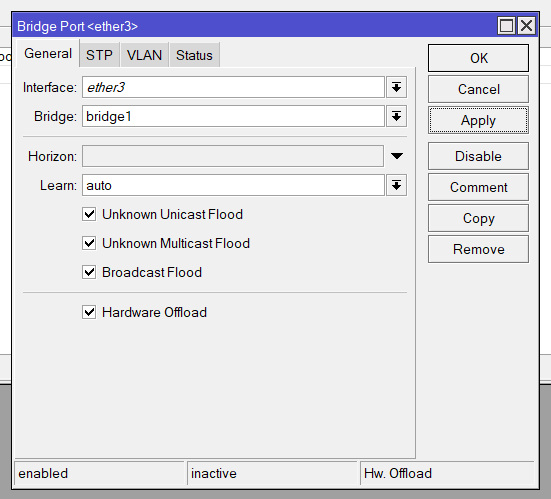 Bridge Port <ether3>
General STP VLAN Status
OK
Interface: ether3
Cancel
Bridge: bridge1
Apply
Horizon:
Disable
Learn: auto
Comment
Unknown Unicast Flood
Copy
Unknown Multicast Flood
Remove
Broadcast Flood
Hardware Offload
enabled inactive Hw. Offload